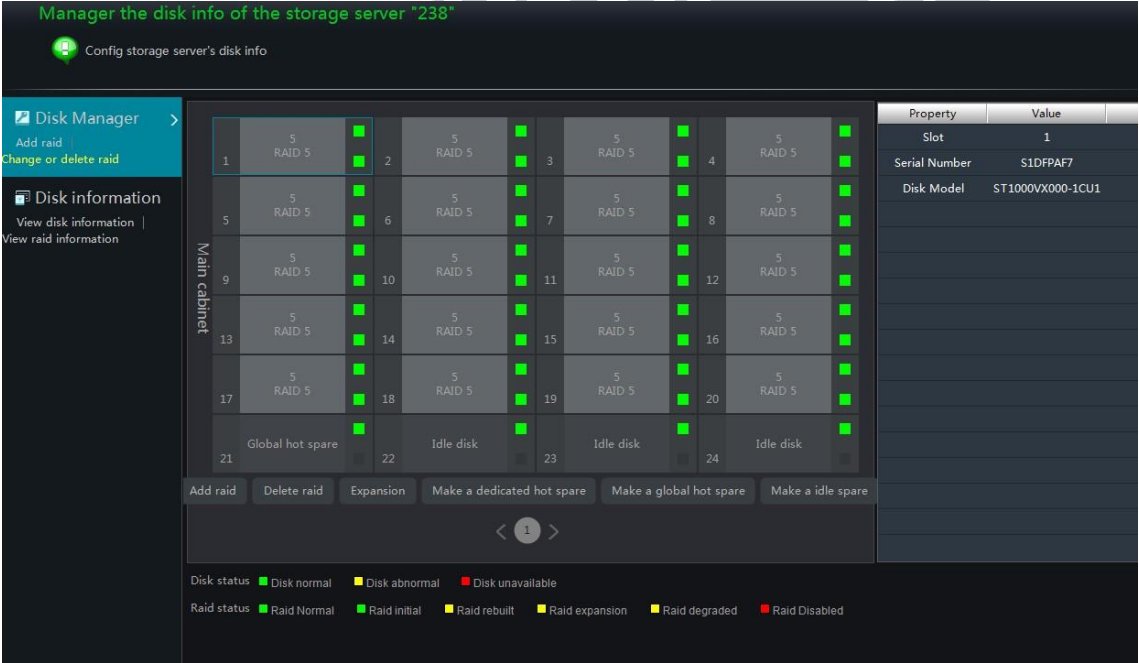 Manager the disk info of the storage server "238"
Config storage server's disk info
Disk Manager >
Add raid |
Change or delete raid
Disk information
View disk information |
View raid information
Main cabinet
1 5 RAID 5
2 5 RAID 5
3 5 RAID 5
4 5 RAID 5
5 5 RAID 5
6 5 RAID 5
7 5 RAID 5
8 5 RAID 5
9 5 RAID 5
10 5 RAID 5
11 5 RAID 5
12 5 RAID 5
13 5 RAID 5
14 5 RAID 5
15 5 RAID 5
16 5 RAID 5
17 5 RAID 5
18 5 RAID 5
19 5 RAID 5
20 5 RAID 5
21 Global hot spare
22 Idle disk
23 Idle disk
24 Idle disk
Add raid Delete raid Expansion Make a dedicated hot spare Make a global hot spare Make a idle spare
< 1 >
Disk status Disk normal Disk abnormal Disk unavailable
Raid status Raid Normal Raid initial Raid rebuilt Raid expansion Raid degraded Raid Disabled
Property Value
Slot 1
Serial Number S1DFPAF7
Disk Model ST1000VX000-1CU1